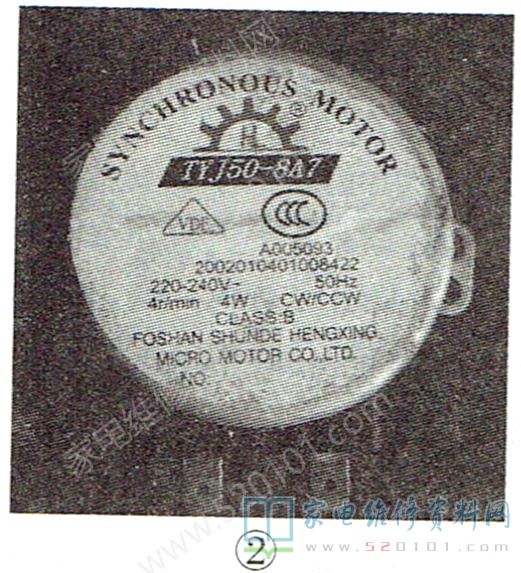 SYNCHRONOUS MOTOR
H
®
TYJ50-8A7
VDE
CCC
A005093
2002010401008422
220-240V~ 50Hz
4r/min 4W CW/CCW
CLASS:B
FOSHAN SHUNDE HENGXING
MICRO MOTOR CO.,LTD.
NO.
家电维修资料网
www.520101.com
②